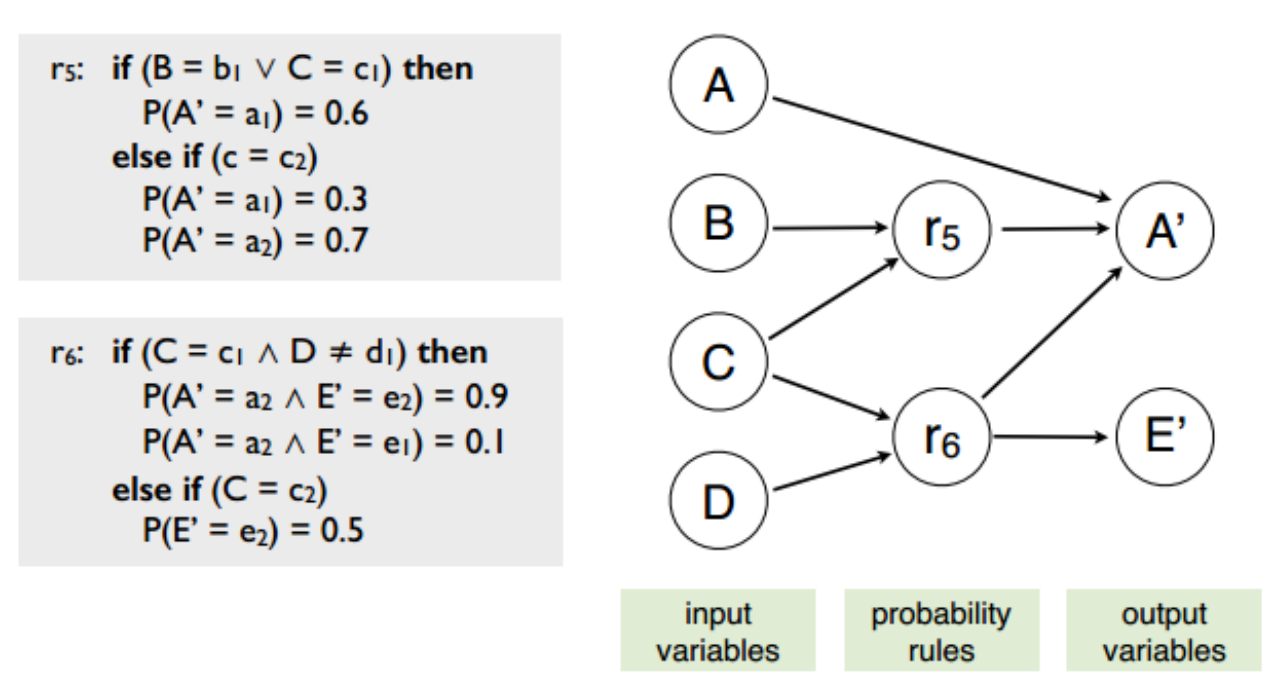 r₅: if (B = b₁ ∨ C = c₁) then
P(A' = a₁) = 0.6
else if (c = c₂)
P(A' = a₁) = 0.3
P(A' = a₂) = 0.7
r₆: if (C = c₁ ∧ D ≠ d₁) then
P(A' = a₂ ∧ E' = e₂) = 0.9
P(A' = a₂ ∧ E' = e₁) = 0.1
else if (C = c₂)
P(E' = e₂) = 0.5
A
B
r₅
A'
C
r₆
E'
D
input
variables
probability
rules
output
variables